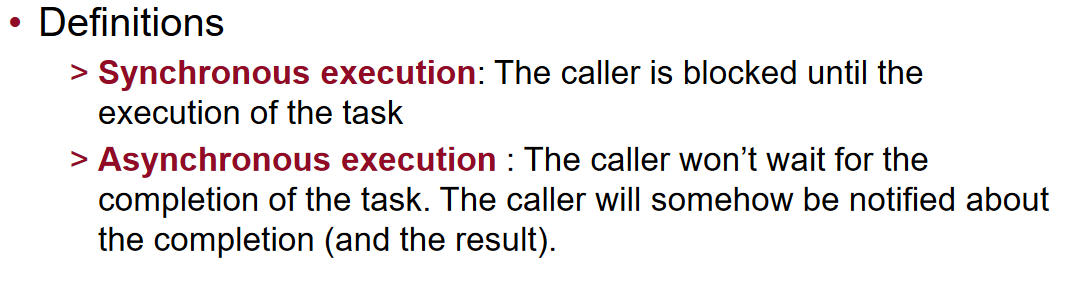 • Definitions
> Synchronous execution: The caller is blocked until the
execution of the task
> Asynchronous execution : The caller won’t wait for the
completion of the task. The caller will somehow be notified about
the completion (and the result).